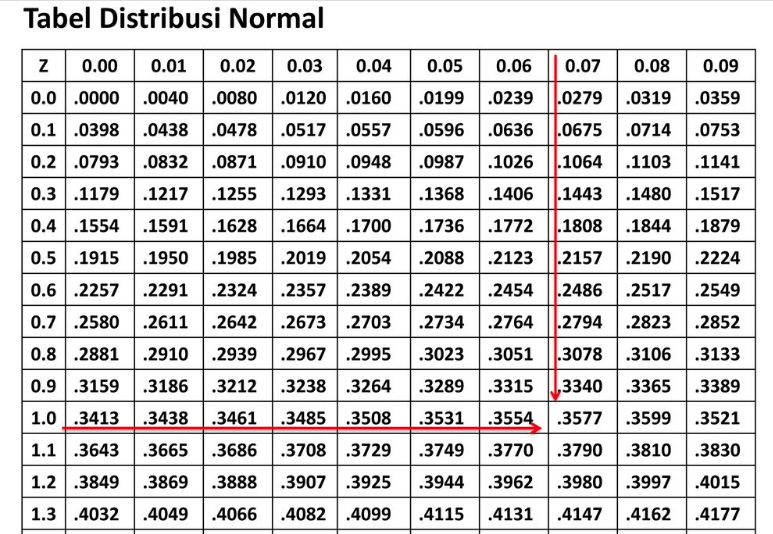 Tabel Distribusi Normal
Z 0.00 0.01 0.02 0.03 0.04 0.05 0.06 0.07 0.08 0.09
0.0 .0000 .0040 .0080 .0120 .0160 .0199 .0239 .0279 .0319 .0359
0.1 .0398 .0438 .0478 .0517 .0557 .0596 .0636 .0675 .0714 .0753
0.2 .0793 .0832 .0871 .0910 .0948 .0987 .1026 .1064 .1103 .1141
0.3 .1179 .1217 .1255 .1293 .1331 .1368 .1406 .1443 .1480 .1517
0.4 .1554 .1591 .1628 .1664 .1700 .1736 .1772 .1808 .1844 .1879
0.5 .1915 .1950 .1985 .2019 .2054 .2088 .2123 .2157 .2190 .2224
0.6 .2257 .2291 .2324 .2357 .2389 .2422 .2454 .2486 .2517 .2549
0.7 .2580 .2611 .2642 .2673 .2703 .2734 .2764 .2794 .2823 .2852
0.8 .2881 .2910 .2939 .2967 .2995 .3023 .3051 .3078 .3106 .3133
0.9 .3159 .3186 .3212 .3238 .3264 .3289 .3315 .3340 .3365 .3389
1.0 .3413 .3438 .3461 .3485 .3508 .3531 .3554 .3577 .3599 .3521
1.1 .3643 .3665 .3686 .3708 .3729 .3749 .3770 .3790 .3810 .3830
1.2 .3849 .3869 .3888 .3907 .3925 .3944 .3962 .3980 .3997 .4015
1.3 .4032 .4049 .4066 .4082 .4099 .4115 .4131 .4147 .4162 .4177